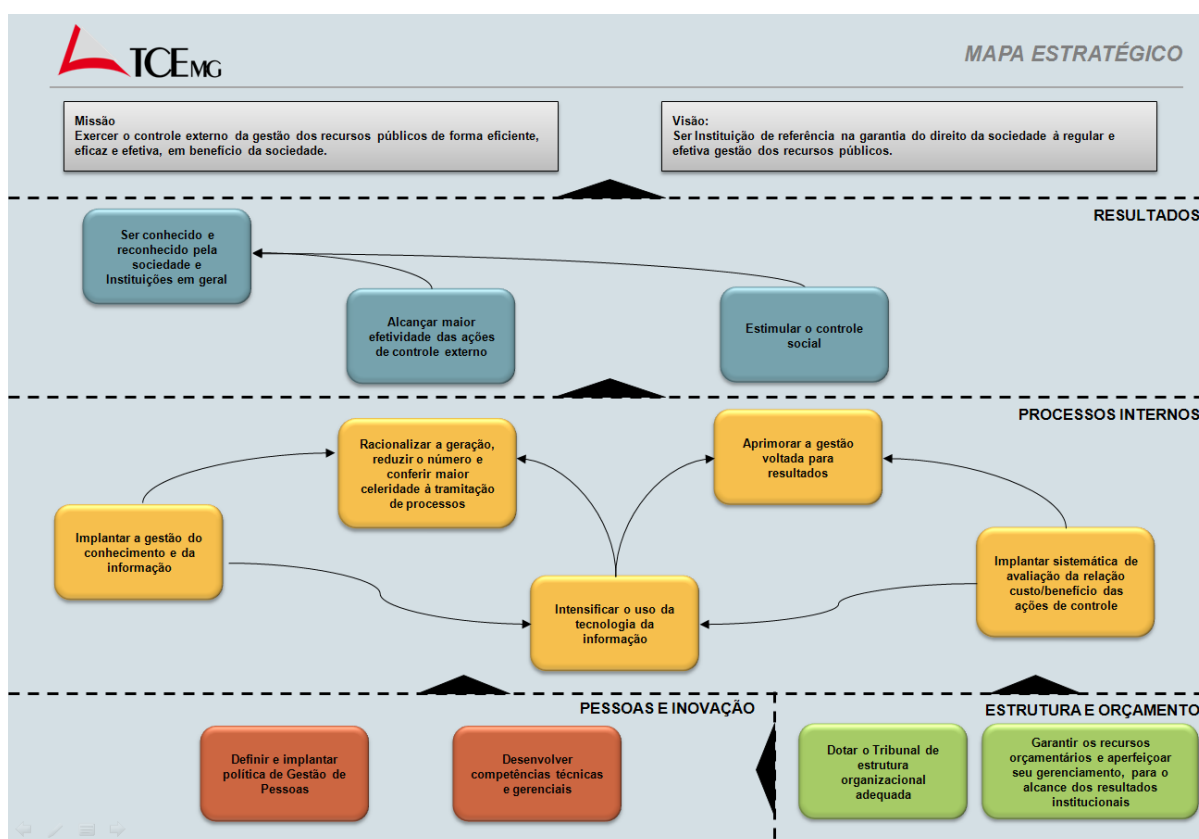 TCEMG
MAPA ESTRATÉGICO
Missão
Exercer o controle externo da gestão dos recursos públicos de forma eficiente,
eficaz e efetiva, em benefício da sociedade.
Visão:
Ser Instituição de referência na garantia do direito da sociedade à regular e
efetiva gestão dos recursos públicos.
RESULTADOS
Ser conhecido e
reconhecido pela
sociedade e
Instituições em geral
Alcançar maior
efetividade das ações
de controle externo
Estimular o controle
social
PROCESSOS INTERNOS
Racionalizar a geração,
reduzir o número e
conferir maior
celeridade à tramitação
de processos
Aprimorar a gestão
voltada para
resultados
Implantar a gestão do
conhecimento e da
informação
Intensificar o uso da
tecnologia da
informação
Implantar sistemática de
avaliação da relação
custo/benefício das
ações de controle
PESSOAS E INOVAÇÃO
Definir e implantar
política de Gestão de
Pessoas
Desenvolver
competências técnicas
e gerenciais
ESTRUTURA E ORÇAMENTO
Dotar o Tribunal de
estrutura
organizacional
adequada
Garantir os recursos
orçamentários e aperfeiçoar
seu gerenciamento, para o
alcance dos resultados
institucionais